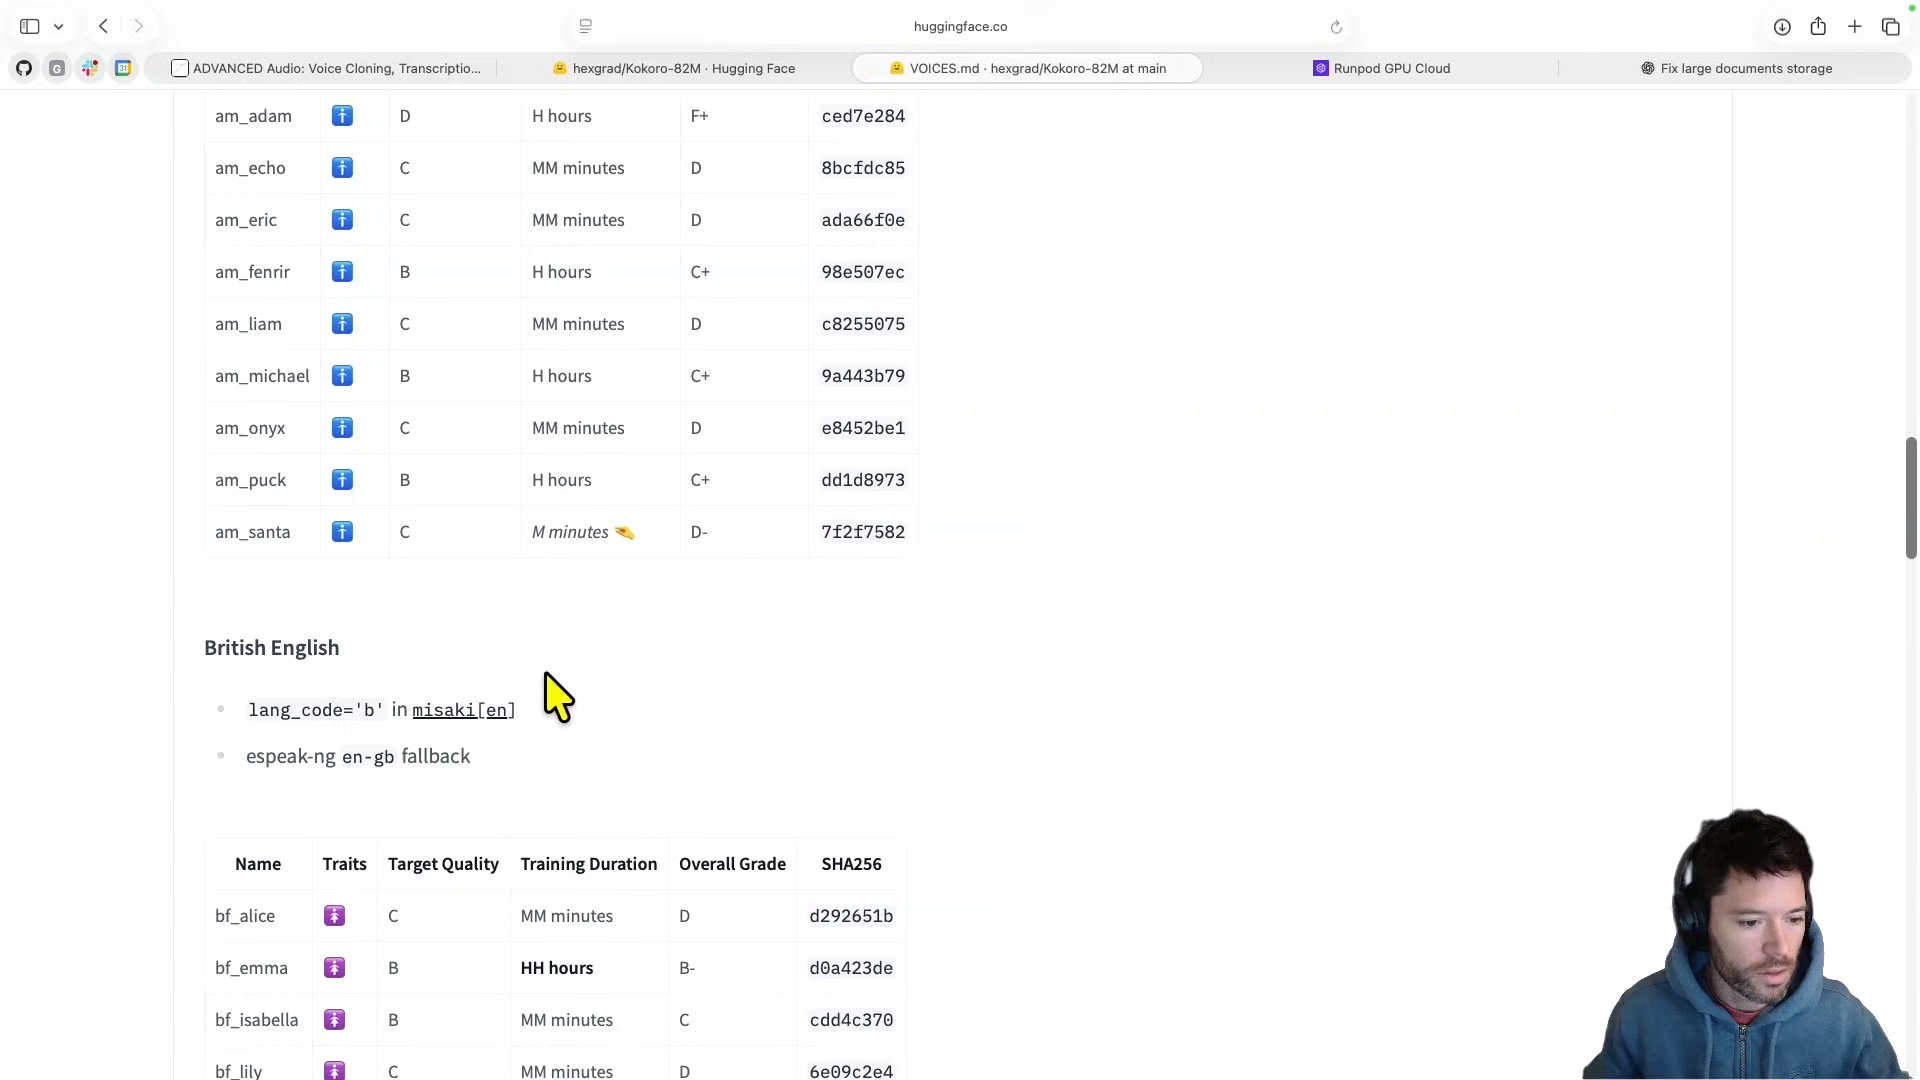 huggingface.co
ADVANCED Audio: Voice Cloning, Transcriptio...
hexgrad/Kokoro-82M · Hugging Face
VOICES.md · hexgrad/Kokoro-82M at main
Runpod GPU Cloud
Fix large documents storage
am_adam D H hours F+ ced7e284
am_echo C MM minutes D 8bcfdc85
am_eric C MM minutes D ada66f0e
am_fenrir B H hours C+ 98e507ec
am_liam C MM minutes D c8255075
am_michael B H hours C+ 9a443b79
am_onyx C MM minutes D e8452be1
am_puck B H hours C+ dd1d8973
am_santa C M minutes 🤏 D- 7f2f7582
British English
lang_code='b' in misaki[en]
espeak-ng en-gb fallback
Name Traits Target Quality Training Duration Overall Grade SHA256
bf_alice 🚺 C MM minutes D d292651b
bf_emma 🚺 B HH hours B- d0a423de
bf_isabella 🚺 B MM minutes C cdd4c370
bf_lily 🚺 C MM minutes D 6e09c2e4